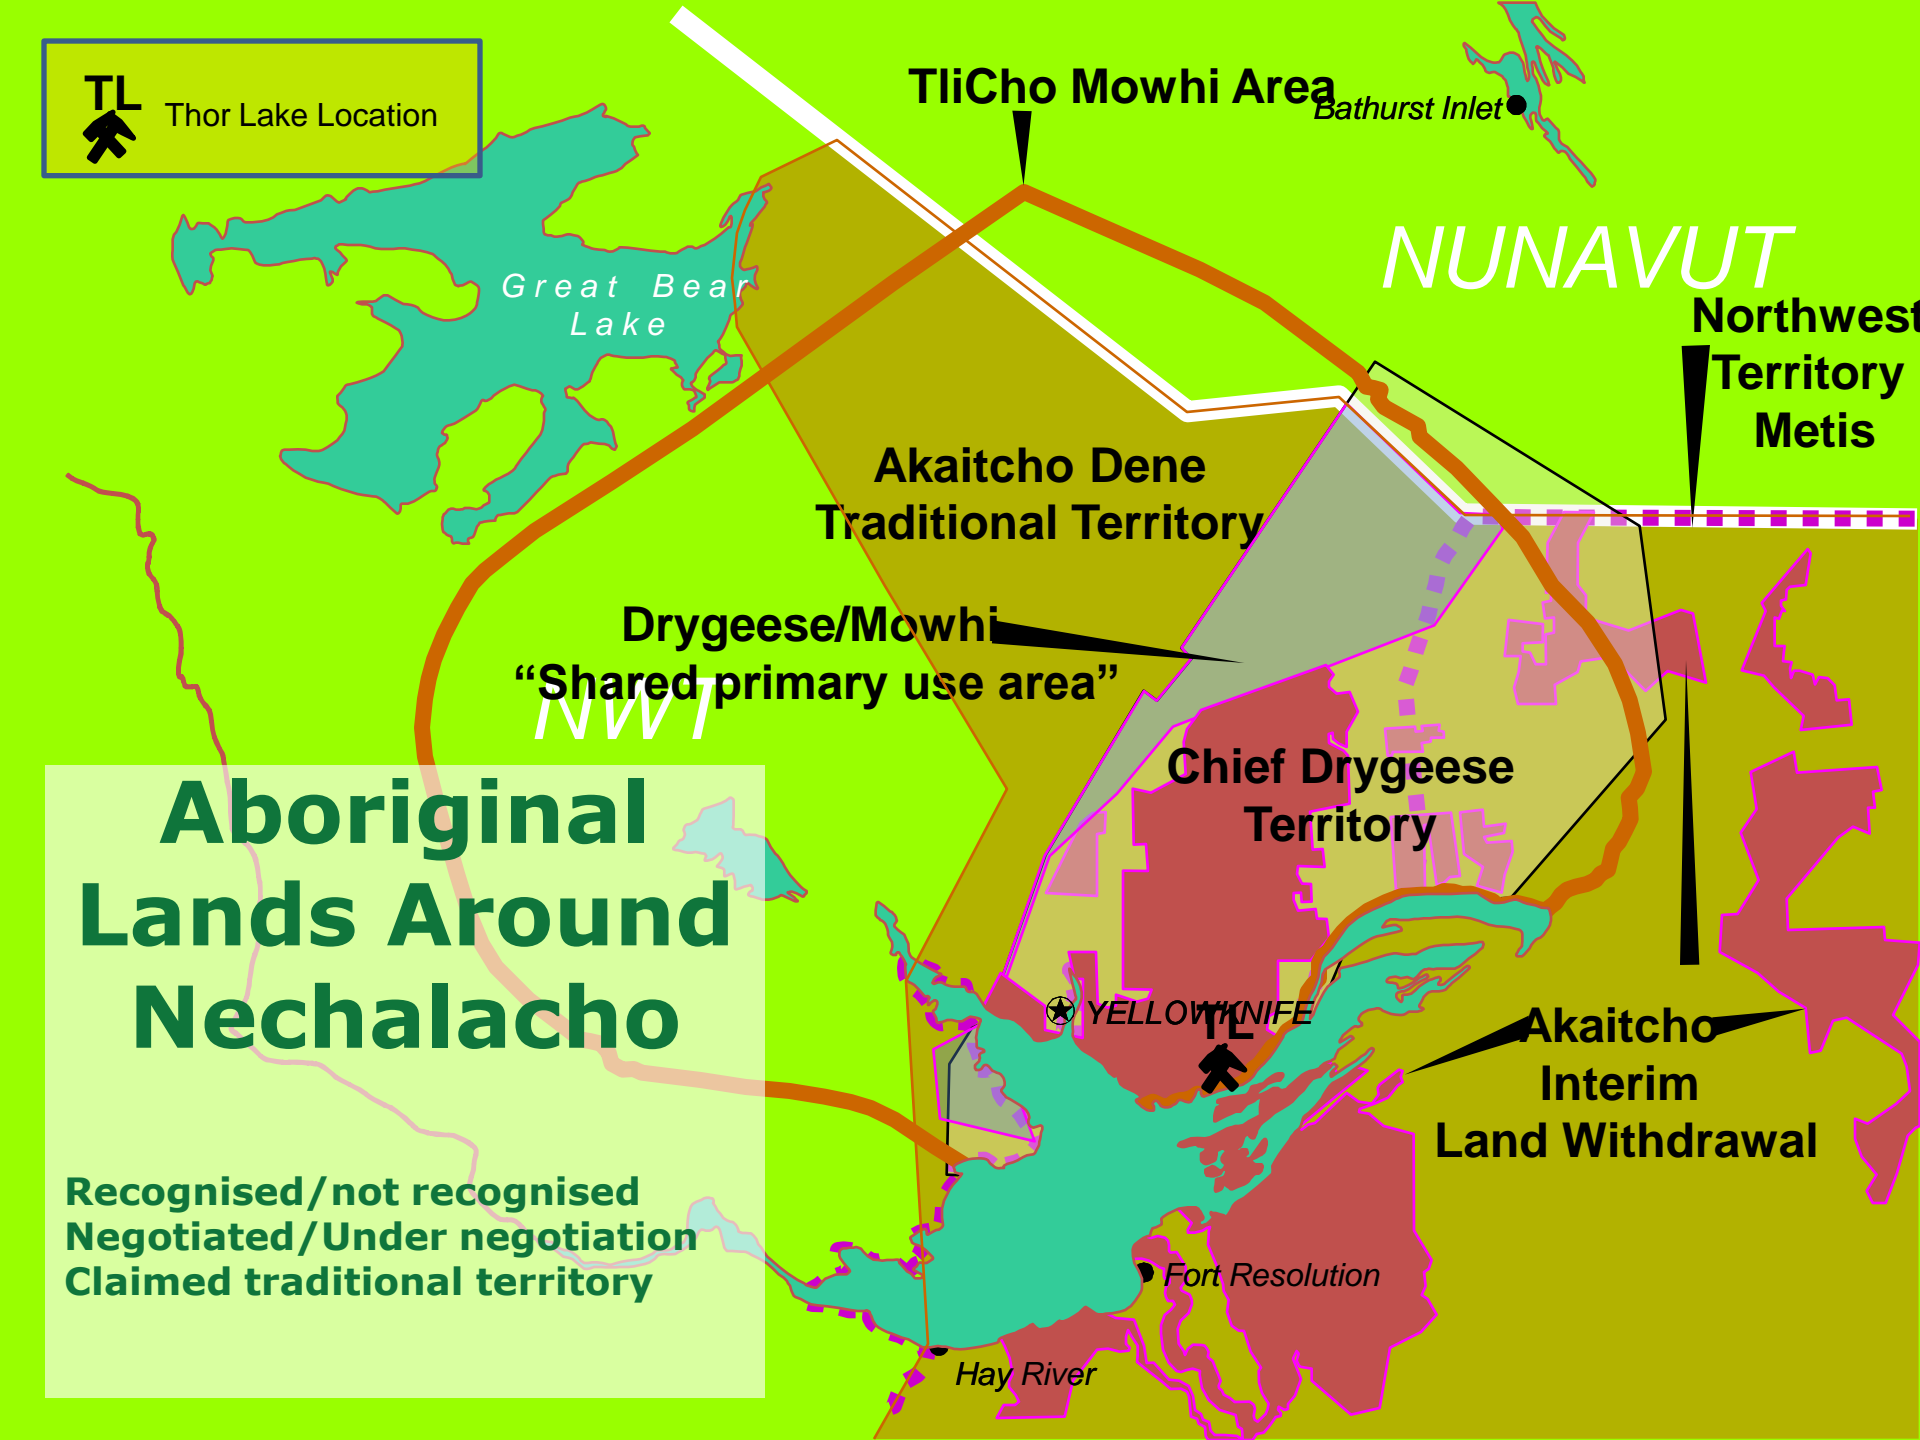 TL
Thor Lake Location
TliCho Mowhi Area
Bathurst Inlet
NUNAVUT
Great Bear
Lake
Northwest
Territory
Metis
Akaitcho Dene
Traditional Territory
Drygeese/Mowhi
“Shared primary use area”
NWT
Chief Drygeese
Territory
Aboriginal
Lands Around
Nechalacho
YELLOWKNIFE
TL
Akaitcho
Interim
Land Withdrawal
Recognised/not recognised
Negotiated/Under negotiation
Claimed traditional territory
Fort Resolution
Hay River